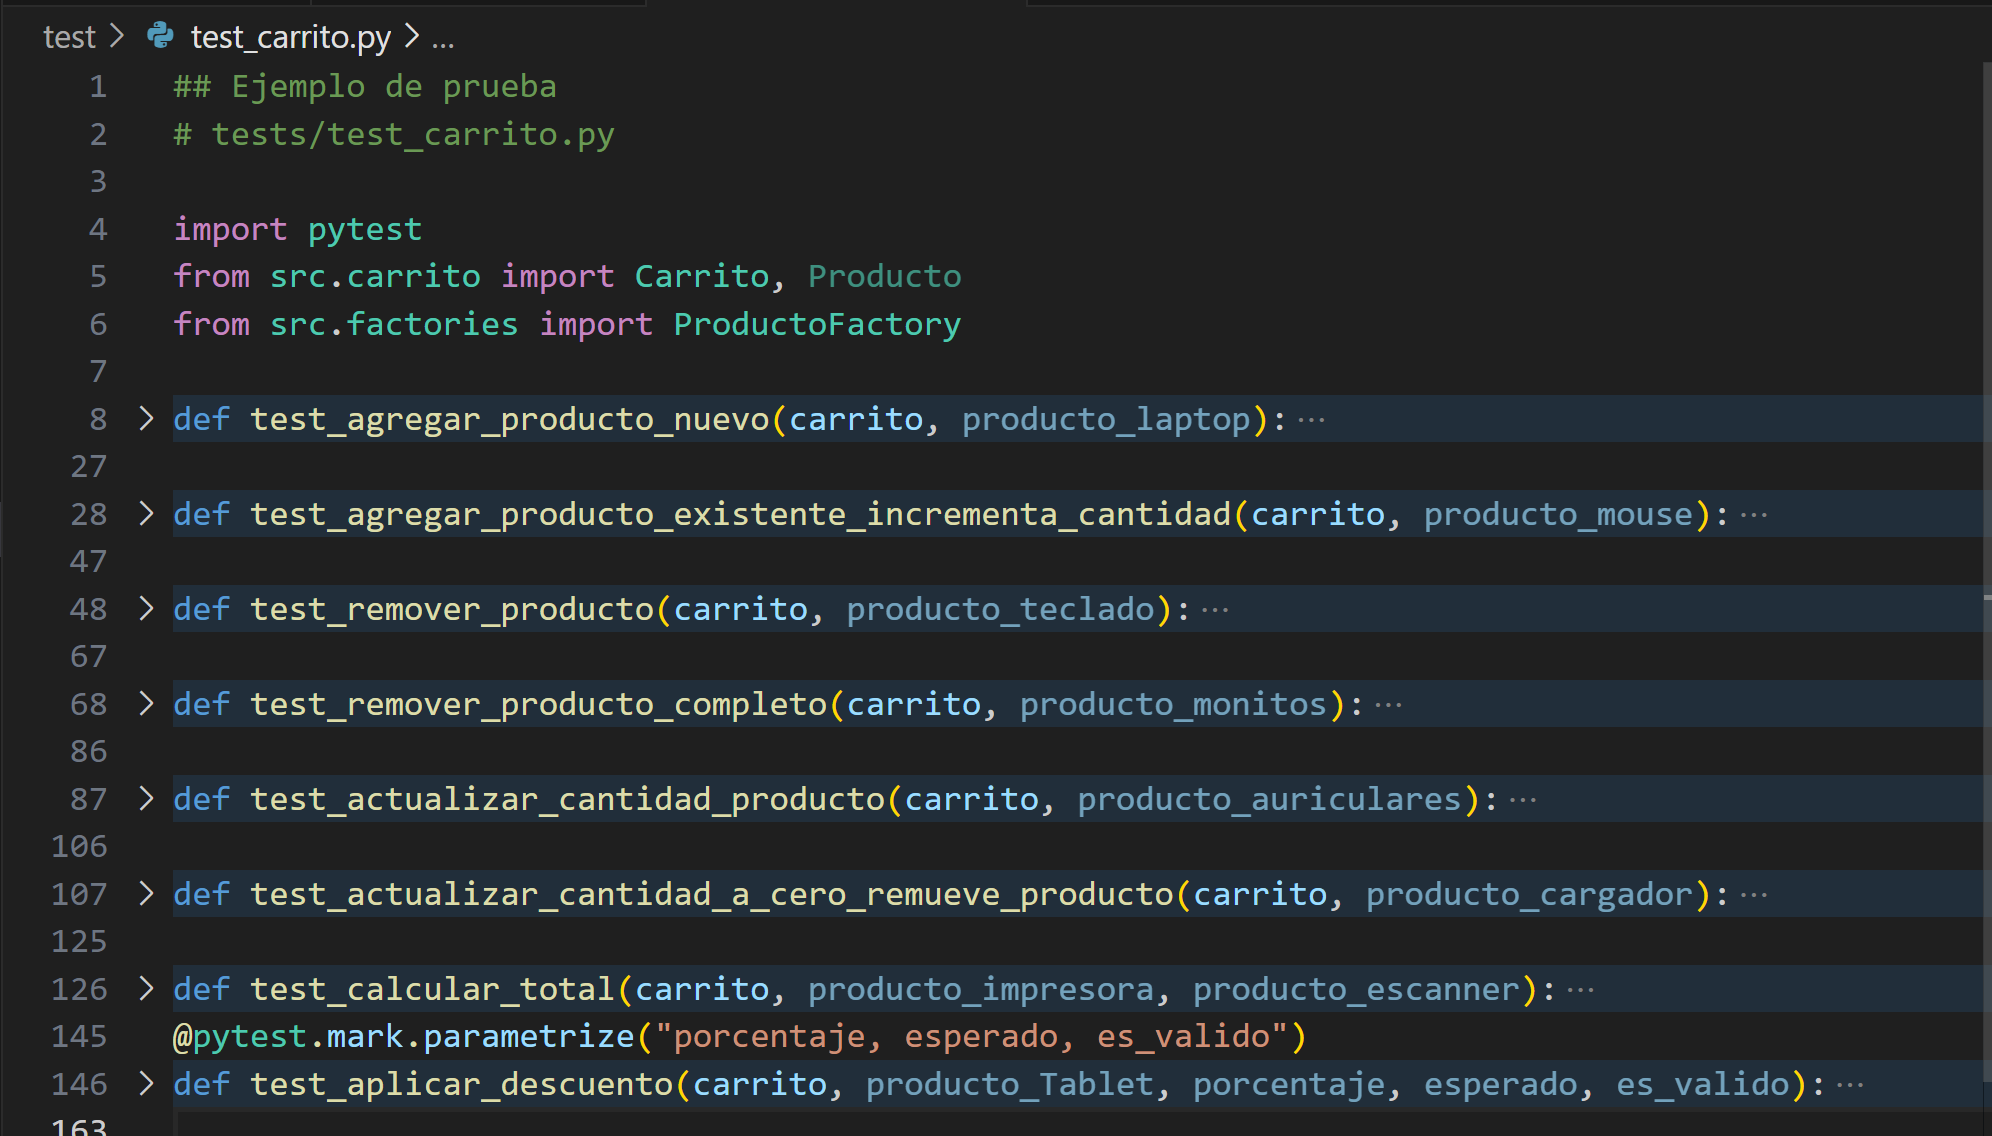 test > test_carrito.py > ...
1 ## Ejemplo de prueba
2 # tests/test_carrito.py
3
4 import pytest
5 from src.carrito import Carrito, Producto
6 from src.factories import ProductoFactory
7
8 > def test_agregar_producto_nuevo(carrito, producto_laptop): ...
27
28 > def test_agregar_producto_existente_incrementa_cantidad(carrito, producto_mouse): ...
47
48 > def test_remover_producto(carrito, producto_teclado): ...
67
68 > def test_remover_producto_completo(carrito, producto_monitos): ...
86
87 > def test_actualizar_cantidad_producto(carrito, producto_auriculares): ...
106
107 > def test_actualizar_cantidad_a_cero_remueve_producto(carrito, producto_cargador): ...
125
126 > def test_calcular_total(carrito, producto_impresora, producto_escanner): ...
145 @pytest.mark.parametrize("porcentaje, esperado, es_valido")
146 > def test_aplicar_descuento(carrito, producto_Tablet, porcentaje, esperado, es_valido): ...
163